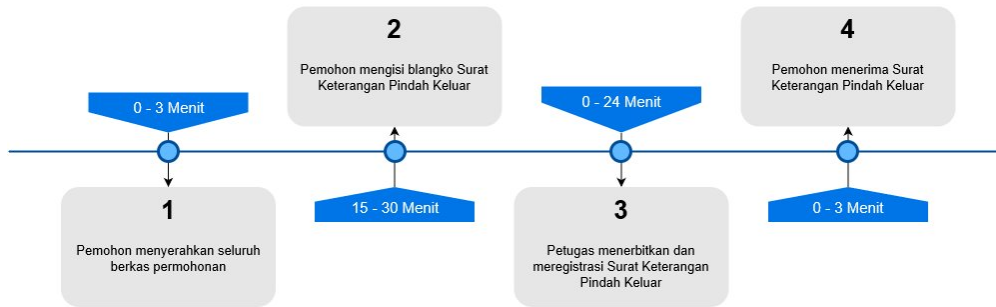 0 - 3 Menit
1
Pemohon menyerahkan seluruh
berkas permohonan
2
Pemohon mengisi blangko Surat
Keterangan Pindah Keluar
15 - 30 Menit
0 - 24 Menit
3
Petugas menerbitkan dan
meregistrasi Surat Keterangan
Pindah Keluar
4
Pemohon menerima Surat
Keterangan Pindah Keluar
0 - 3 Menit